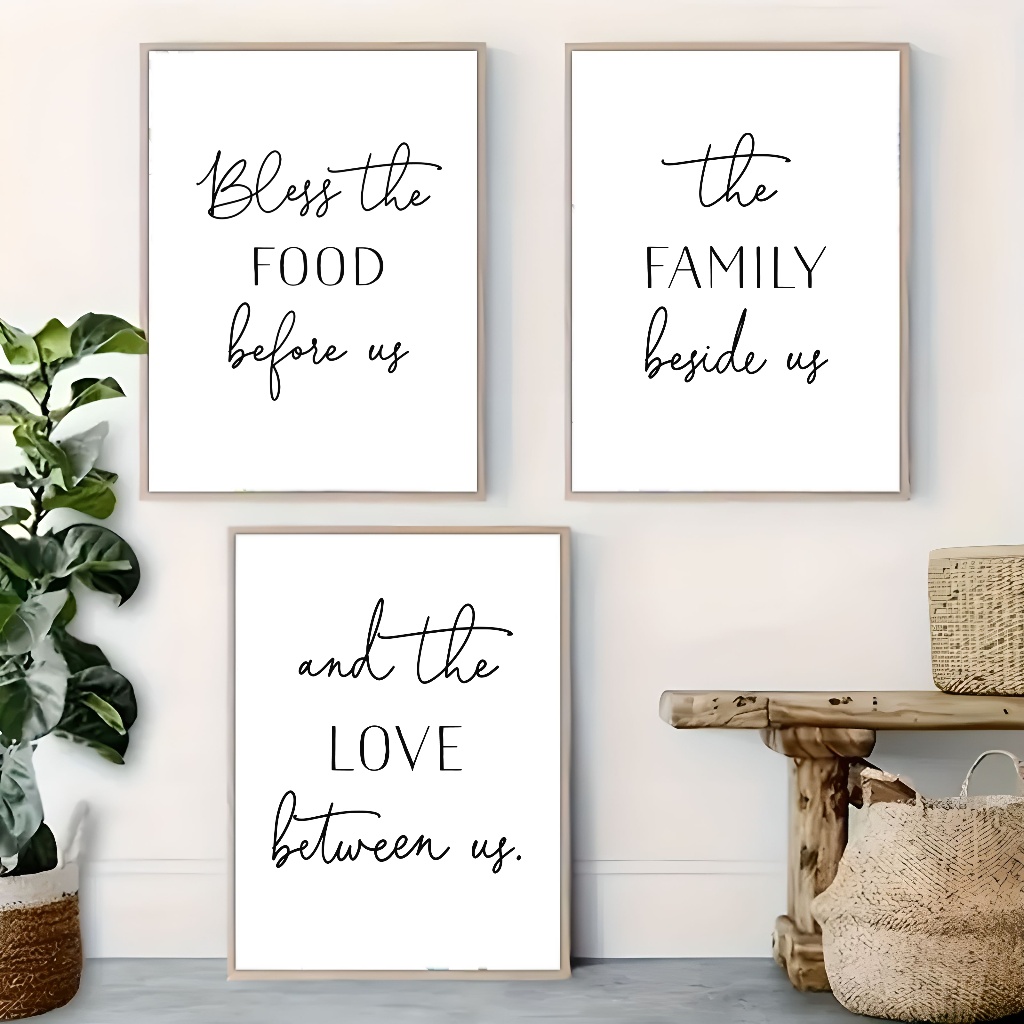 Bless the
FOOD
before us
the
FAMILY
beside us
and the
LOVE
between us.